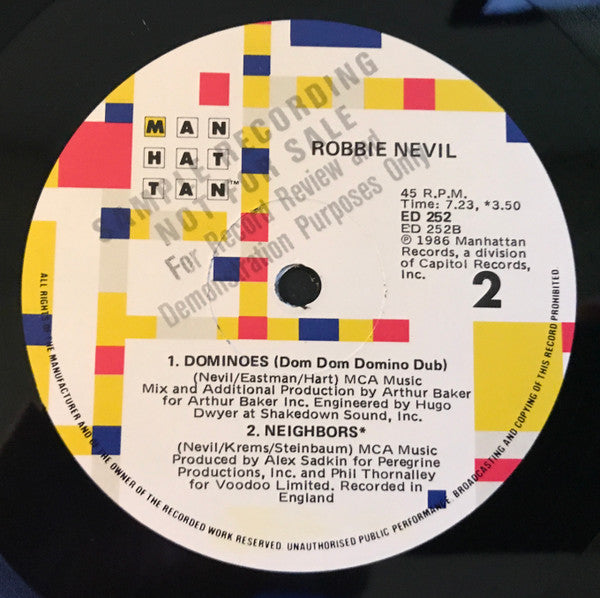 MAN
HAT
TAN™
ROBBIE NEVIL
SAMPLE RECORDING
NOT FOR SALE
For Record Review and
Demonstration Purposes Only
45 R.P.M.
Time: 7.23, *3.50
ED 252
ED 252B
℗ 1986 Manhattan
Records, a division
of Capitol Records,
Inc.
2
1. DOMINOES (Dom Dom Domino Dub)
(Nevil/Eastman/Hart) MCA Music
Mix and Additional Production by Arthur Baker
for Arthur Baker Inc. Engineered by Hugo
Dwyer at Shakedown Sound, Inc.
2. NEIGHBORS*
(Nevil/Krems/Steinbaum) MCA Music
Produced by Alex Sadkin for Peregrine
Productions, Inc. and Phil Thornalley
for Voodoo Limited. Recorded in
England
ALL RIGHTS OF THE MANUFACTURER AND OF THE OWNER OF THE RECORDED WORK RESERVED. UNAUTHORISED PUBLIC PERFORMANCE, BROADCASTING AND COPYING OF THIS RECORD PROHIBITED